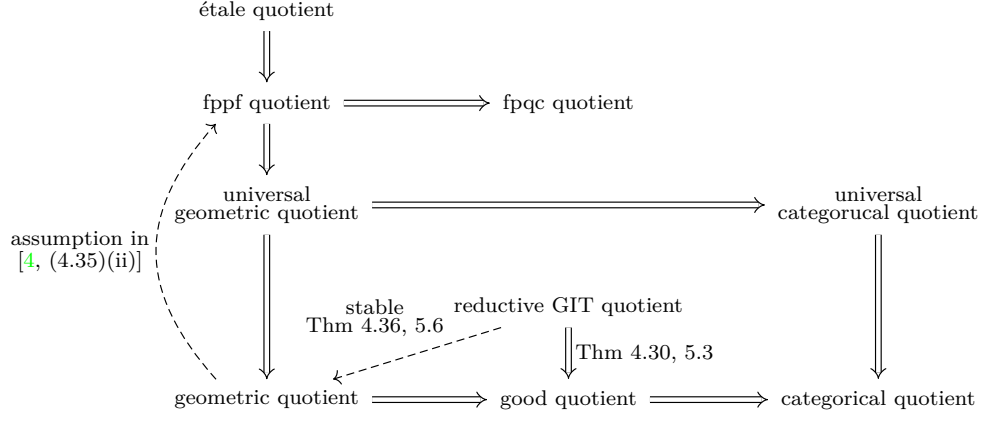 étale quotient
fppf quotient
fpqc quotient
universal
geometric quotient
universal
categorucal quotient
assumption in
[4, (4.35)(ii)]
stable
Thm 4.36, 5.6
reductive GIT quotient
Thm 4.30, 5.3
geometric quotient
good quotient
categorical quotient